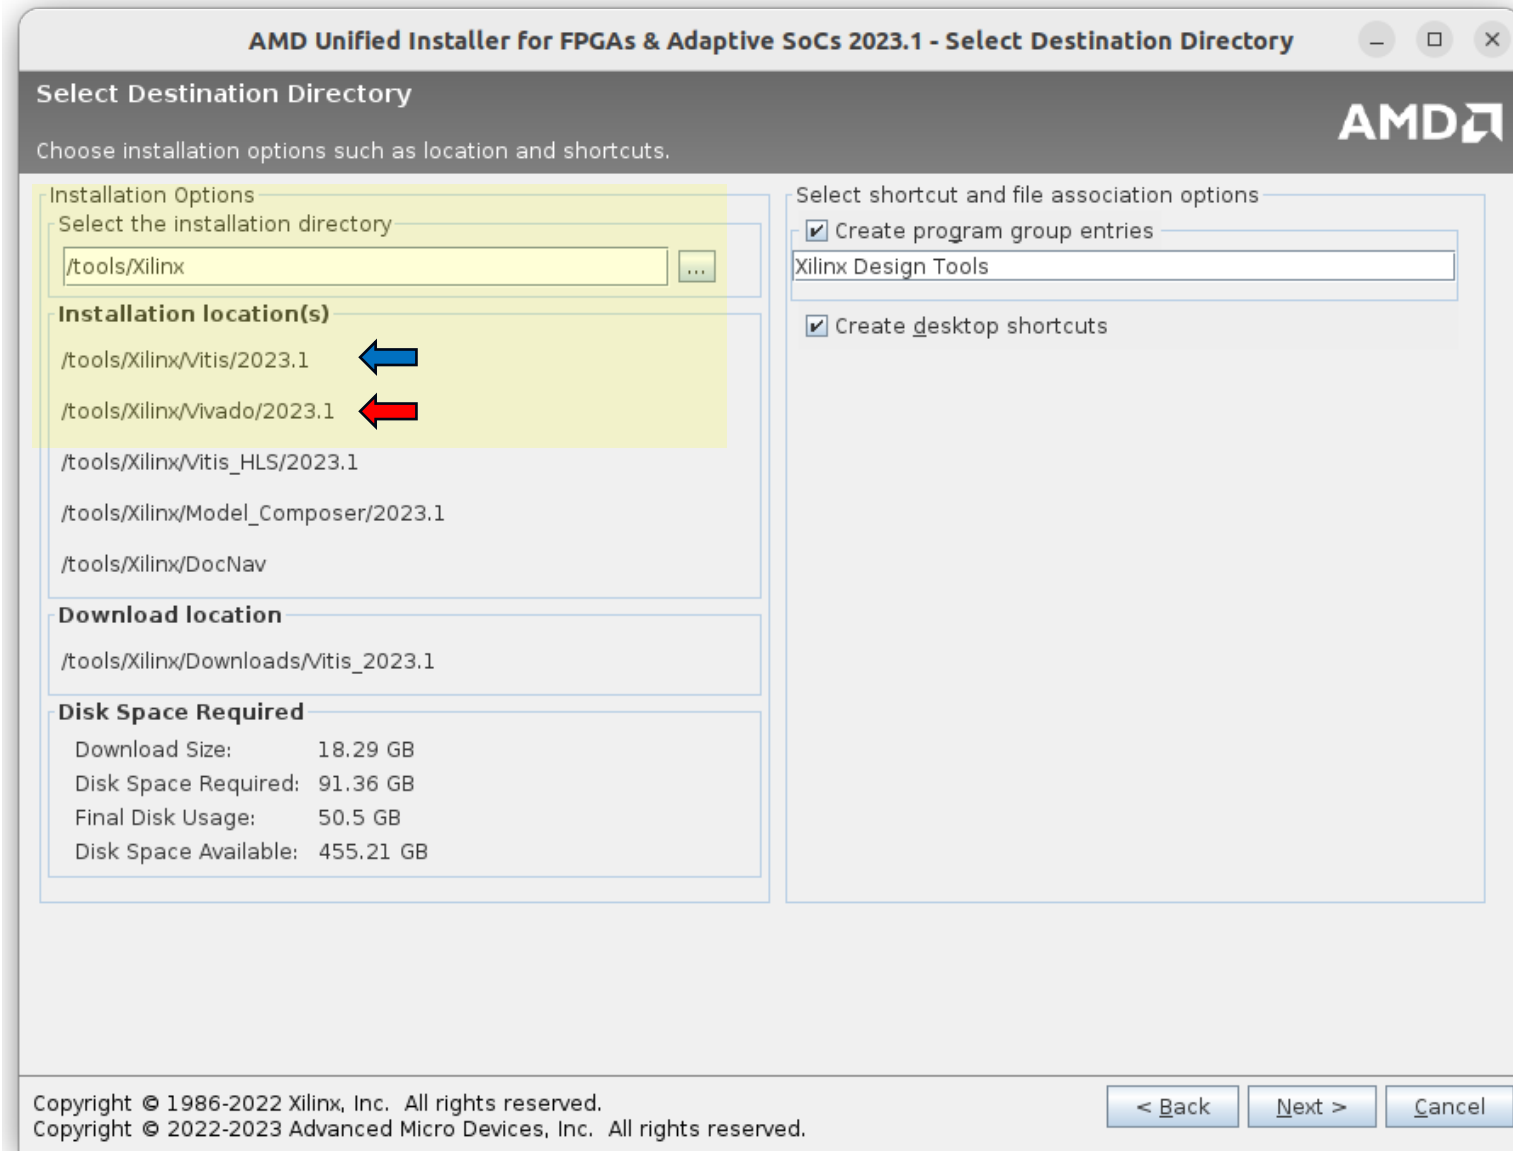 AMD Unified Installer for FPGAs & Adaptive SoCs 2023.1 - Select Destination Directory
Select Destination Directory
AMD
Choose installation options such as location and shortcuts.
Installation Options
Select the installation directory
/tools/Xilinx
...
Installation location(s)
/tools/Xilinx/Vitis/2023.1
/tools/Xilinx/Vivado/2023.1
/tools/Xilinx/Vitis_HLS/2023.1
/tools/Xilinx/Model_Composer/2023.1
/tools/Xilinx/DocNav
Download location
/tools/Xilinx/Downloads/Vitis_2023.1
Disk Space Required
Download Size: 18.29 GB
Disk Space Required: 91.36 GB
Final Disk Usage: 50.5 GB
Disk Space Available: 455.21 GB
Select shortcut and file association options
Create program group entries
Xilinx Design Tools
Create desktop shortcuts
Copyright © 1986-2022 Xilinx, Inc. All rights reserved.
Copyright © 2022-2023 Advanced Micro Devices, Inc. All rights reserved.
< Back
Next >
Cancel